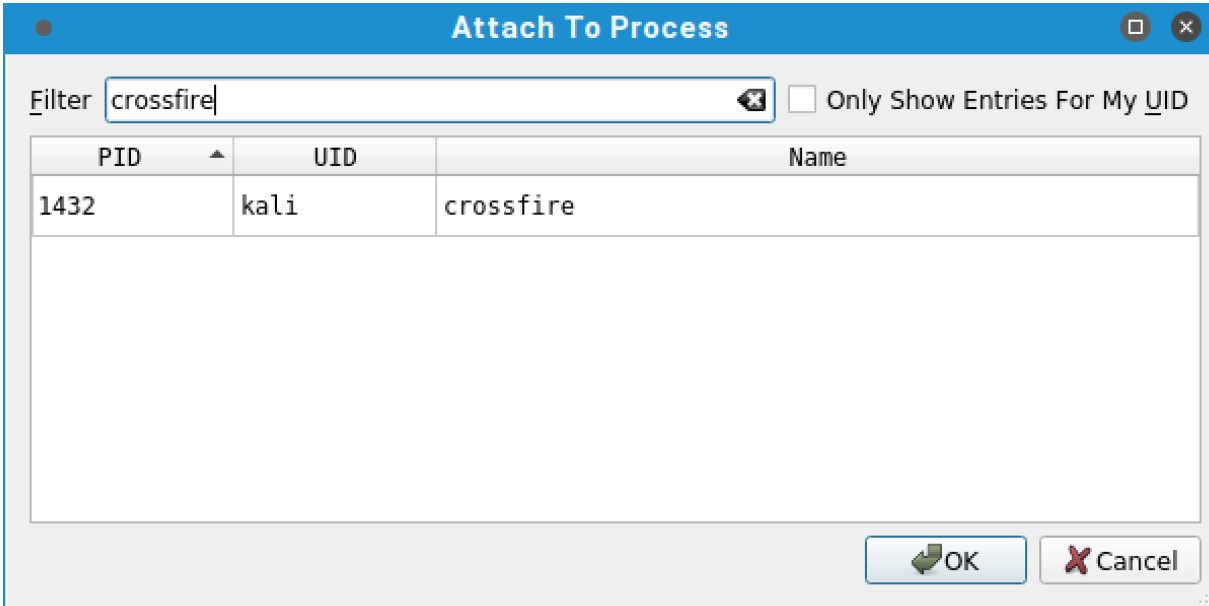 Attach To Process
Filter crossfire Only Show Entries For My UID
PID UID Name
1432 kali crossfire
OK Cancel